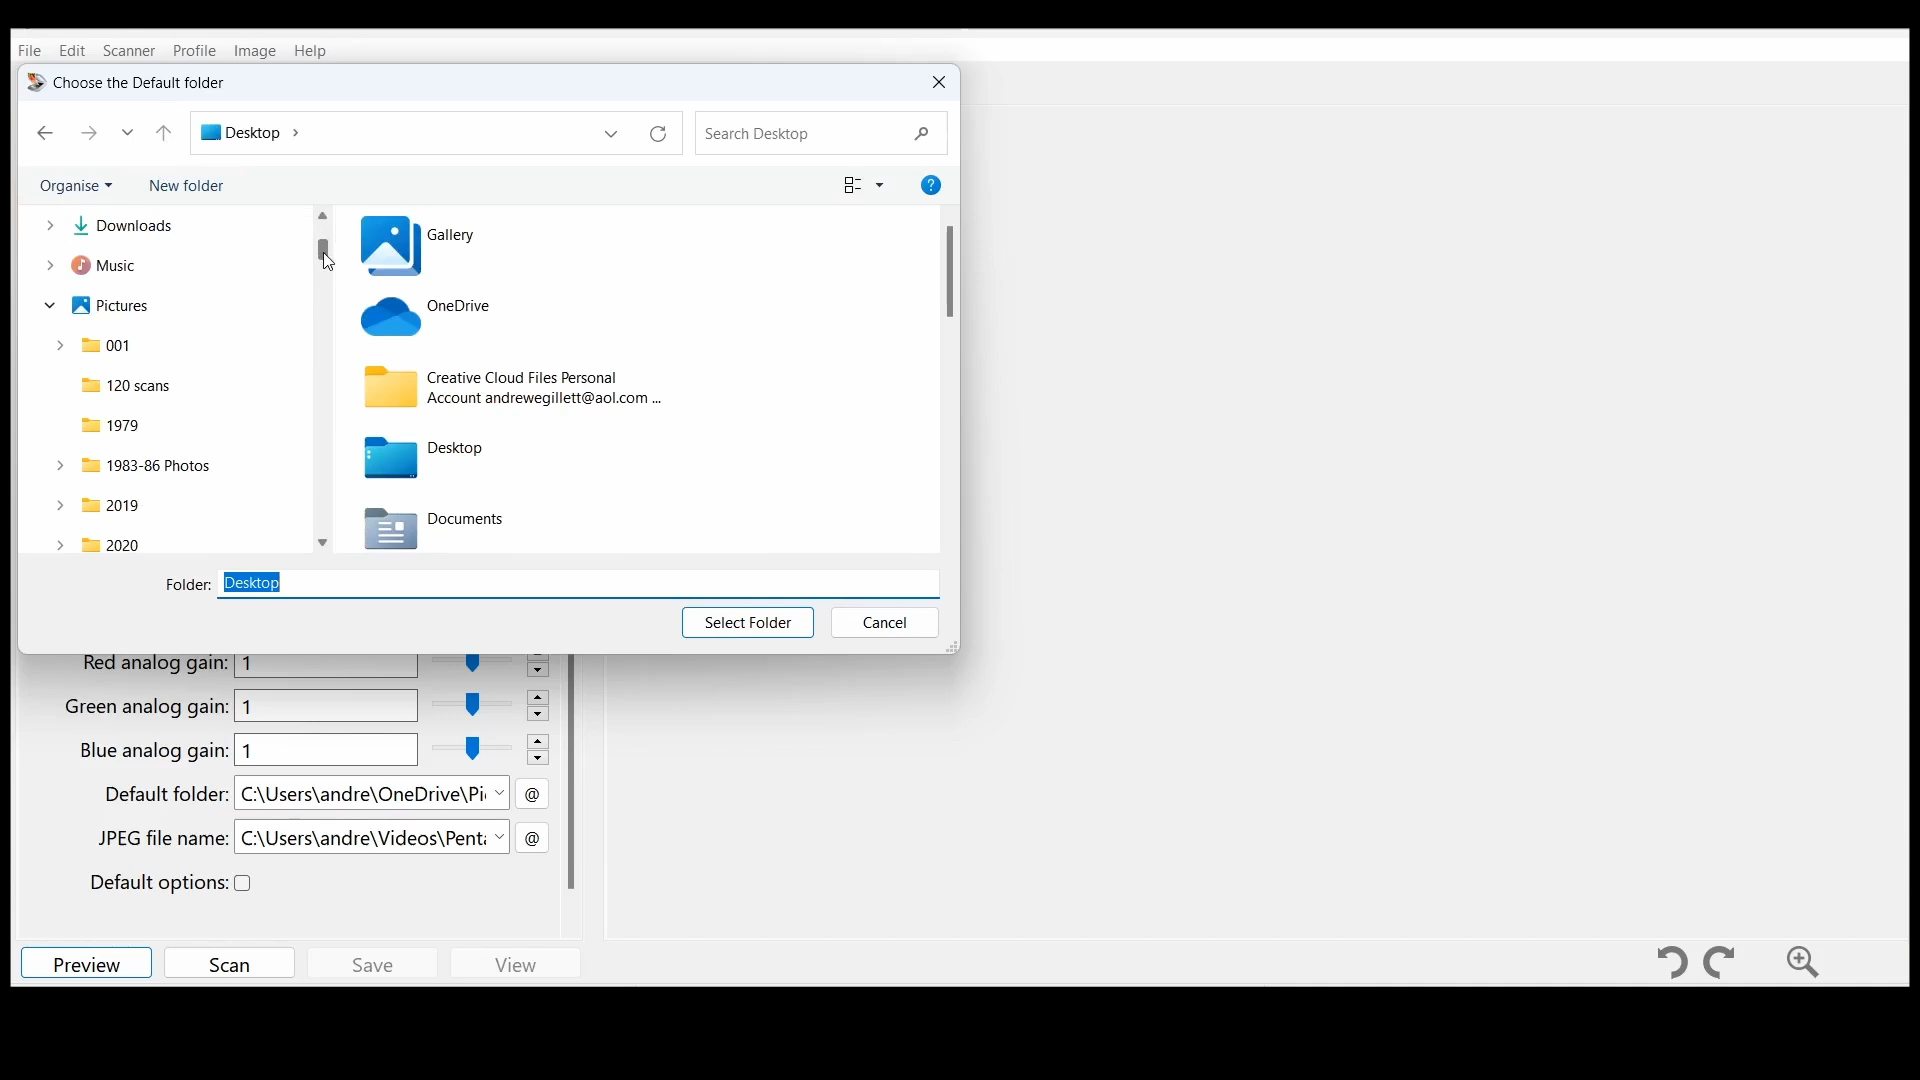 File Edit Scanner Profile Image Help
Choose the Default folder
Desktop
Search Desktop
Organise
New folder
Downloads
Music
Pictures
001
120 scans
1979
1983-86 Photos
2019
2020
Gallery
OneDrive
Creative Cloud Files Personal
Account andrewegillett@aol.com ...
Desktop
Documents
Folder: Desktop
Select Folder
Cancel
Red analog gain: 1
Green analog gain: 1
Blue analog gain: 1
Default folder: C:\Users\andre\OneDrive\Pi @
JPEG file name: C:\Users\andre\Videos\Penta @
Default options:
Preview
Scan
Save
View